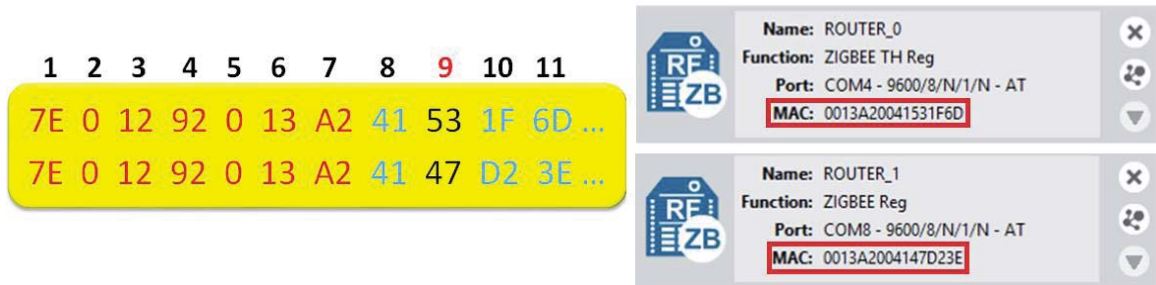 1 2 3 4 5 6 7 8 9 10 11
7E 0 12 92 0 13 A2 41 53 1F 6D ...
7E 0 12 92 0 13 A2 41 47 D2 3E ...
RF
ZB
Name: ROUTER_0
Function: ZIGBEE TH Reg
Port: COM4 - 9600/8/N/1/N - AT
MAC: 0013A20041531F6D
RF
ZB
Name: ROUTER_1
Function: ZIGBEE Reg
Port: COM8 - 9600/8/N/1/N - AT
MAC: 0013A2004147D23E